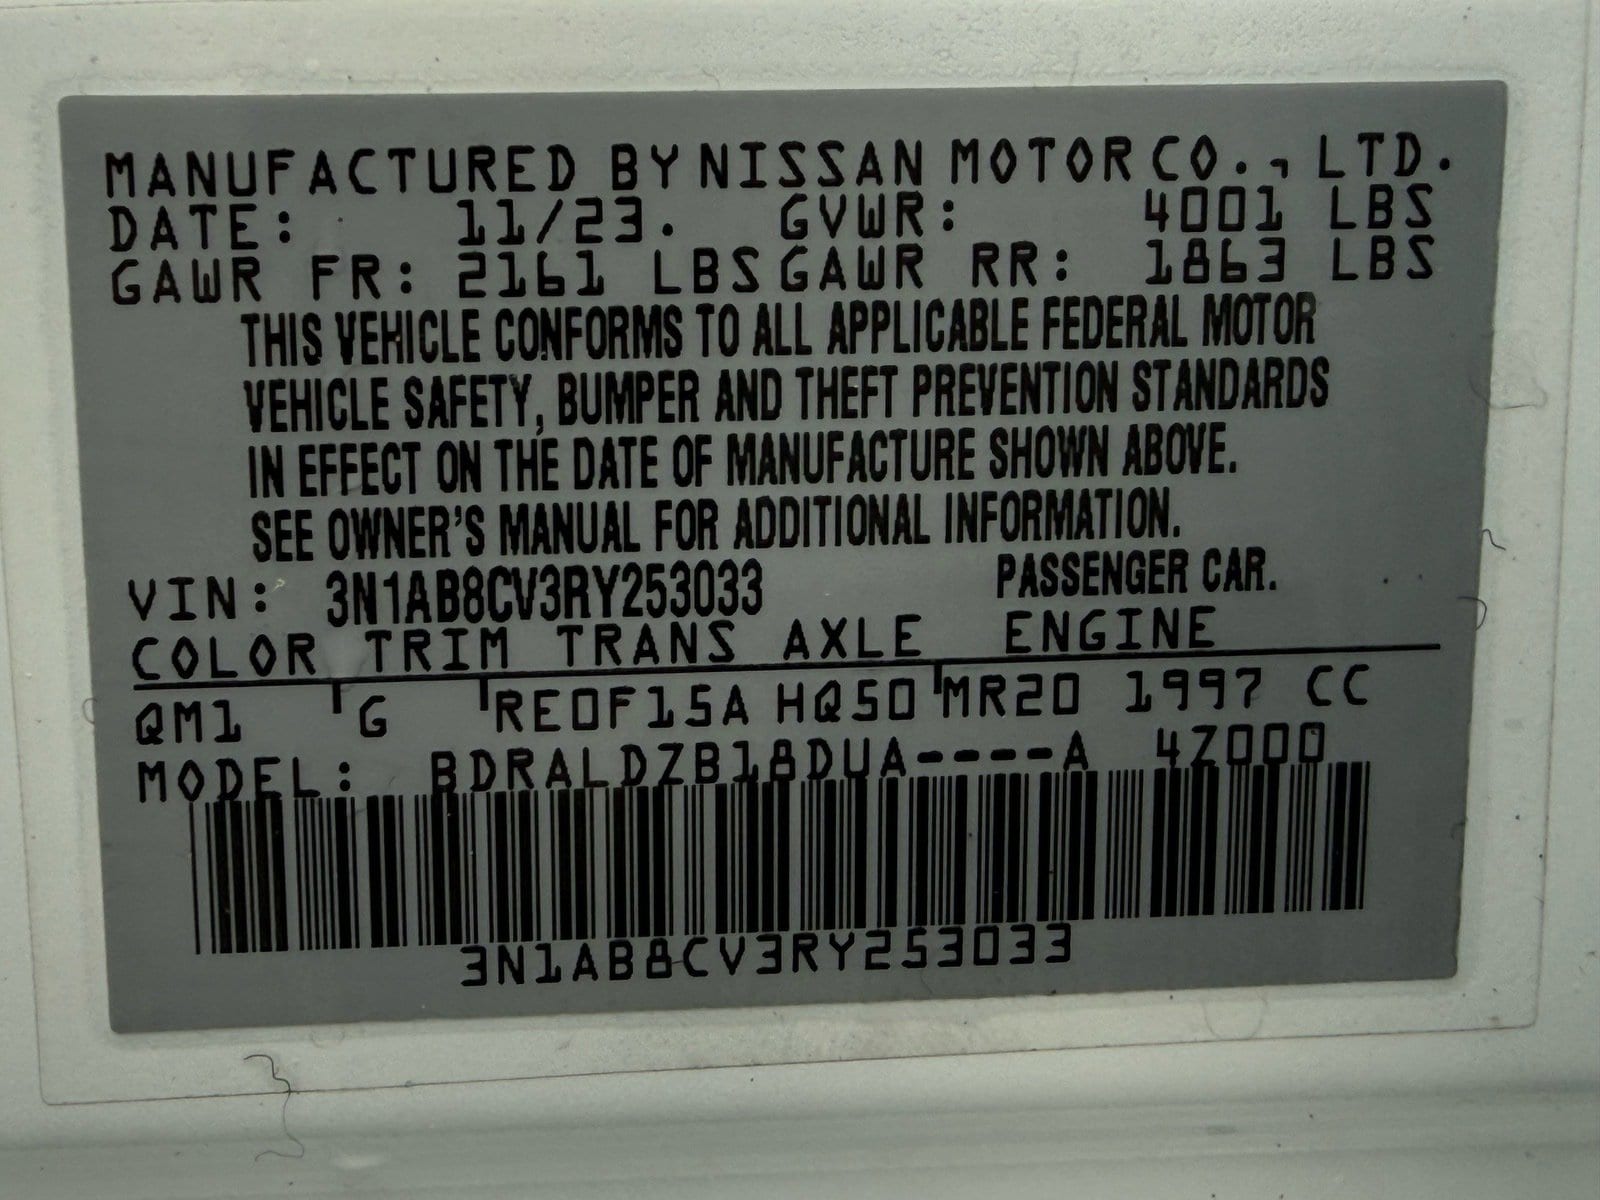 MANUFACTURED BY NISSAN MOTOR CO., LTD.
DATE: 11/23. GVWR: 4001 LBS
GAWR FR: 2161 LBS GAWR RR: 1863 LBS
THIS VEHICLE CONFORMS TO ALL APPLICABLE FEDERAL MOTOR
VEHICLE SAFETY, BUMPER AND THEFT PREVENTION STANDARDS
IN EFFECT ON THE DATE OF MANUFACTURE SHOWN ABOVE.
SEE OWNER'S MANUAL FOR ADDITIONAL INFORMATION.
VIN: 3N1AB8CV3RY253033 PASSENGER CAR.
COLOR TRIM TRANS AXLE ENGINE
QM1 G RE0F15A HQ50 MR20 1997 CC
MODEL: BDRALDZB18DUA----A 4Z000
3N1AB8CV3RY253033